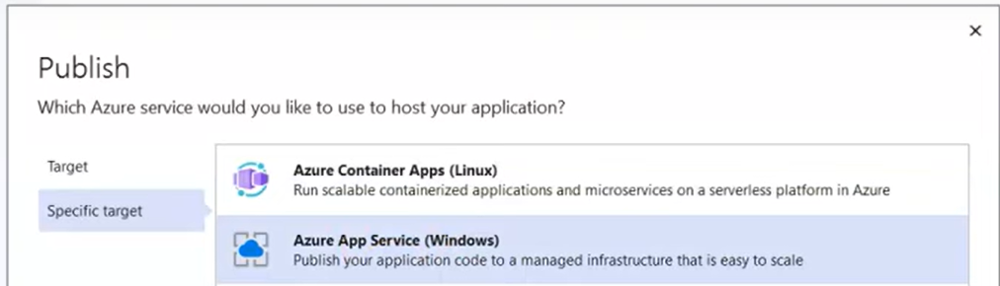 Publish
Which Azure service would you like to use to host your application?
Target
Specific target
Azure Container Apps (Linux)
Run scalable containerized applications and microservices on a serverless platform in Azure
Azure App Service (Windows)
Publish your application code to a managed infrastructure that is easy to scale